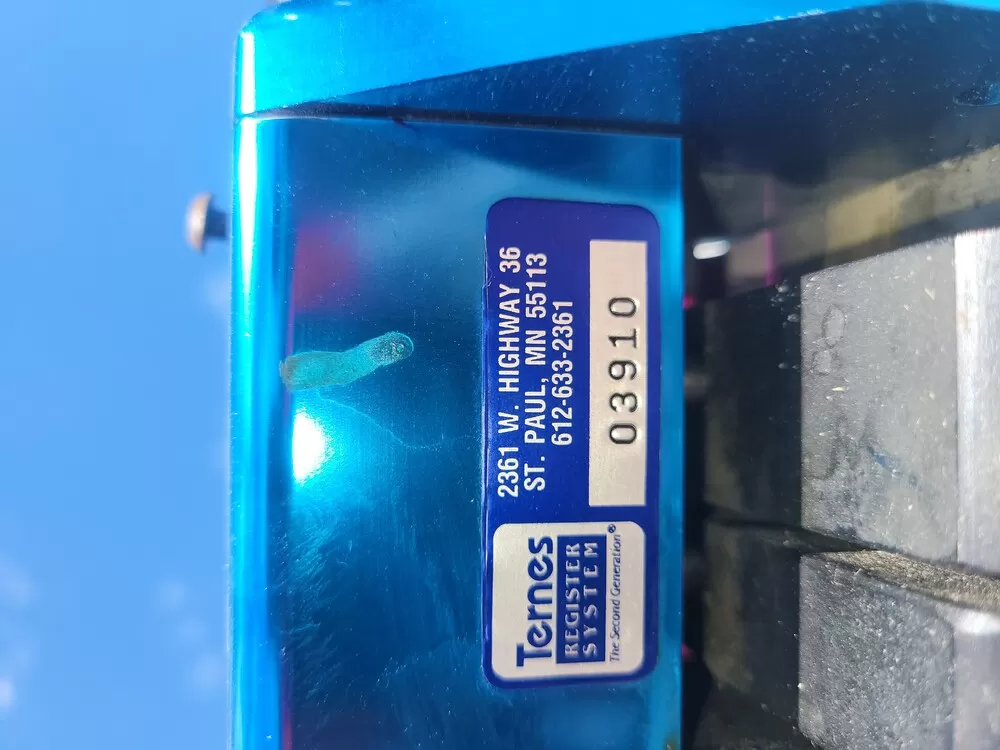 Ternes
REGISTER
SYSTEM
The Second Generation®
2361 W. HIGHWAY 36
ST. PAUL, MN 55113
612-633-2361
03910